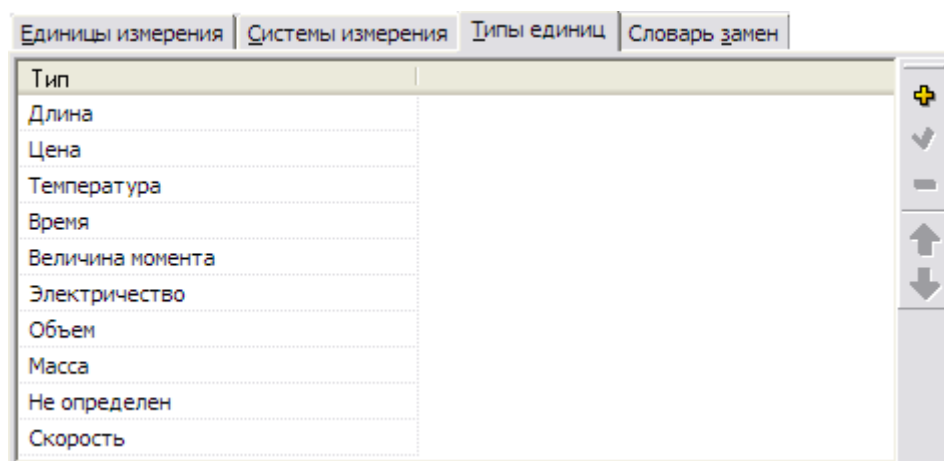 Единицы измерения Системы измерения Типы единиц Словарь замен
Тип
Длина
Цена
Температура
Время
Величина момента
Электричество
Объем
Масса
Не определен
Скорость